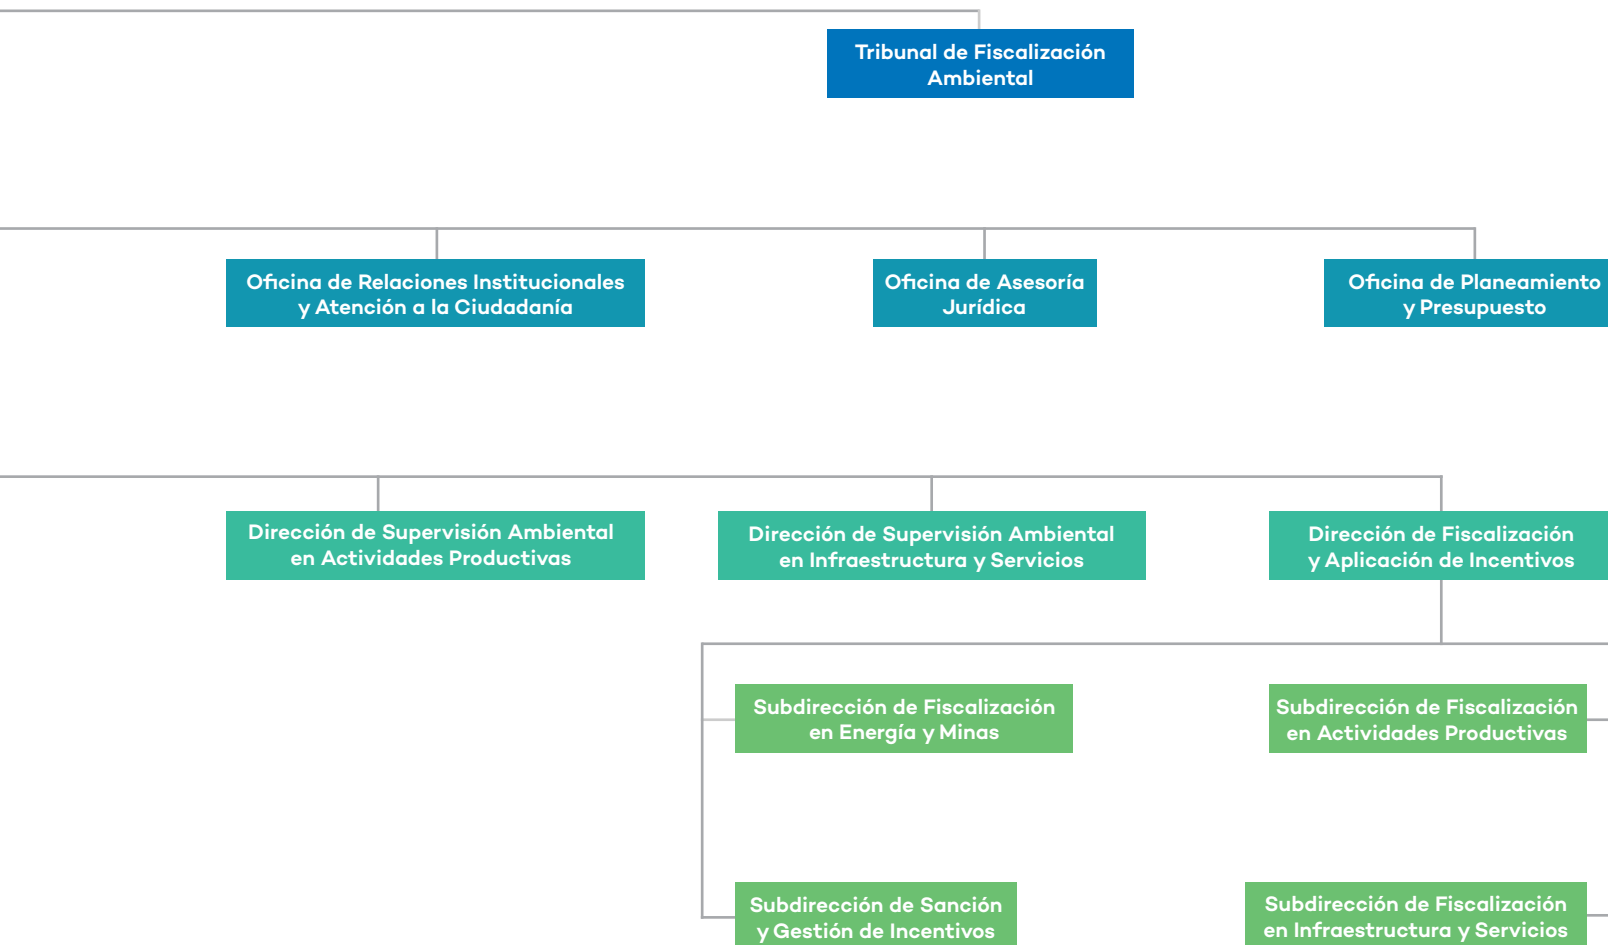 Tribunal de Fiscalización
Ambiental
Oficina de Relaciones Institucionales
y Atención a la Ciudadanía
Oficina de Asesoría
Jurídica
Oficina de Planeamiento
y Presupuesto
Dirección de Supervisión Ambiental
en Actividades Productivas
Dirección de Supervisión Ambiental
en Infraestructura y Servicios
Dirección de Fiscalización
y Aplicación de Incentivos
Subdirección de Fiscalización
en Energía y Minas
Subdirección de Fiscalización
en Actividades Productivas
Subdirección de Sanción
y Gestión de Incentivos
Subdirección de Fiscalización
en Infraestructura y Servicios